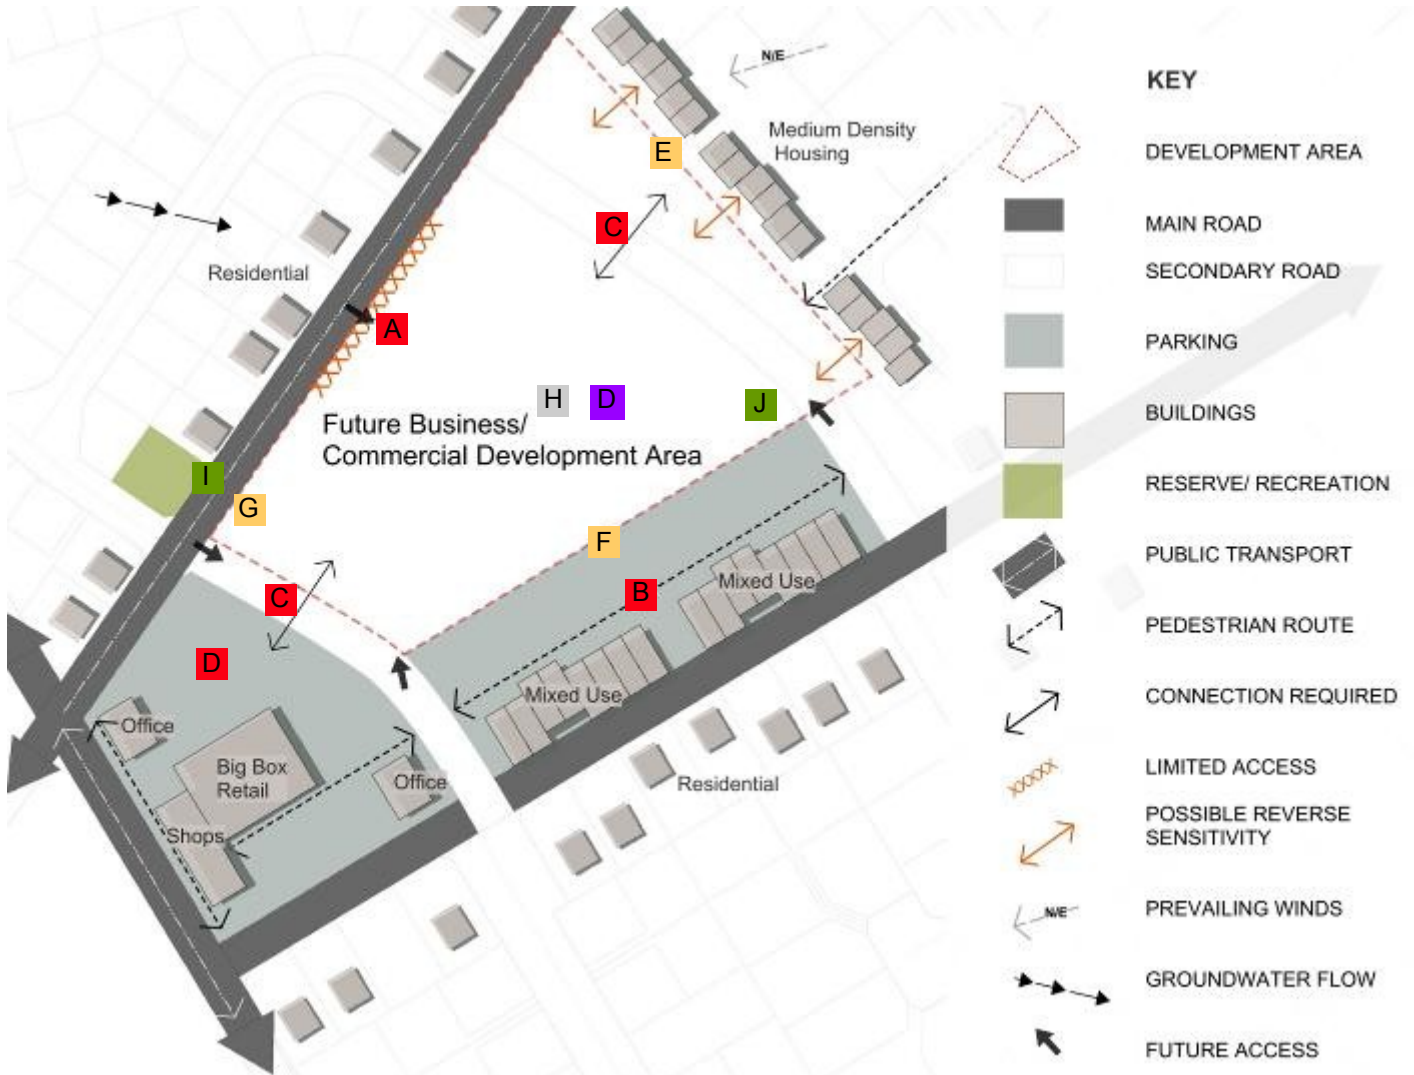 N/E
Medium Density
Housing
E
C
Residential
A
H
D
J
Future Business/
Commercial Development Area
I
G
F
B
Mixed Use
C
D
Mixed Use
Office
Big Box
Retail
Office
Shops
Residential
KEY
DEVELOPMENT AREA
MAIN ROAD
SECONDARY ROAD
PARKING
BUILDINGS
RESERVE/ RECREATION
PUBLIC TRANSPORT
PEDESTRIAN ROUTE
CONNECTION REQUIRED
XXXXX
LIMITED ACCESS
POSSIBLE REVERSE
SENSITIVITY
N/E
PREVAILING WINDS
GROUNDWATER FLOW
FUTURE ACCESS